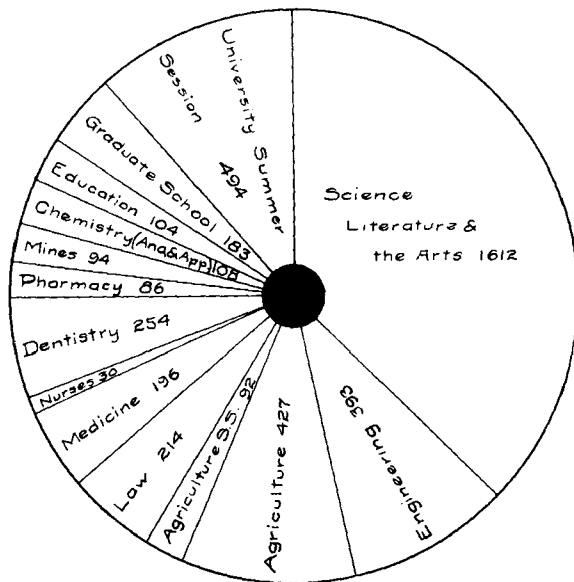 Science
Literature &
the Arts 1612
Engineering 393
Agriculture 427
Agriculture S.S. 92
Law 214
Medicine 196
Nurses 30
Dentistry 254
Pharmacy 86
Mines 94
Chemistry (Ana & App) 108
Education 104
Graduate School 183
University Summer
Session 494